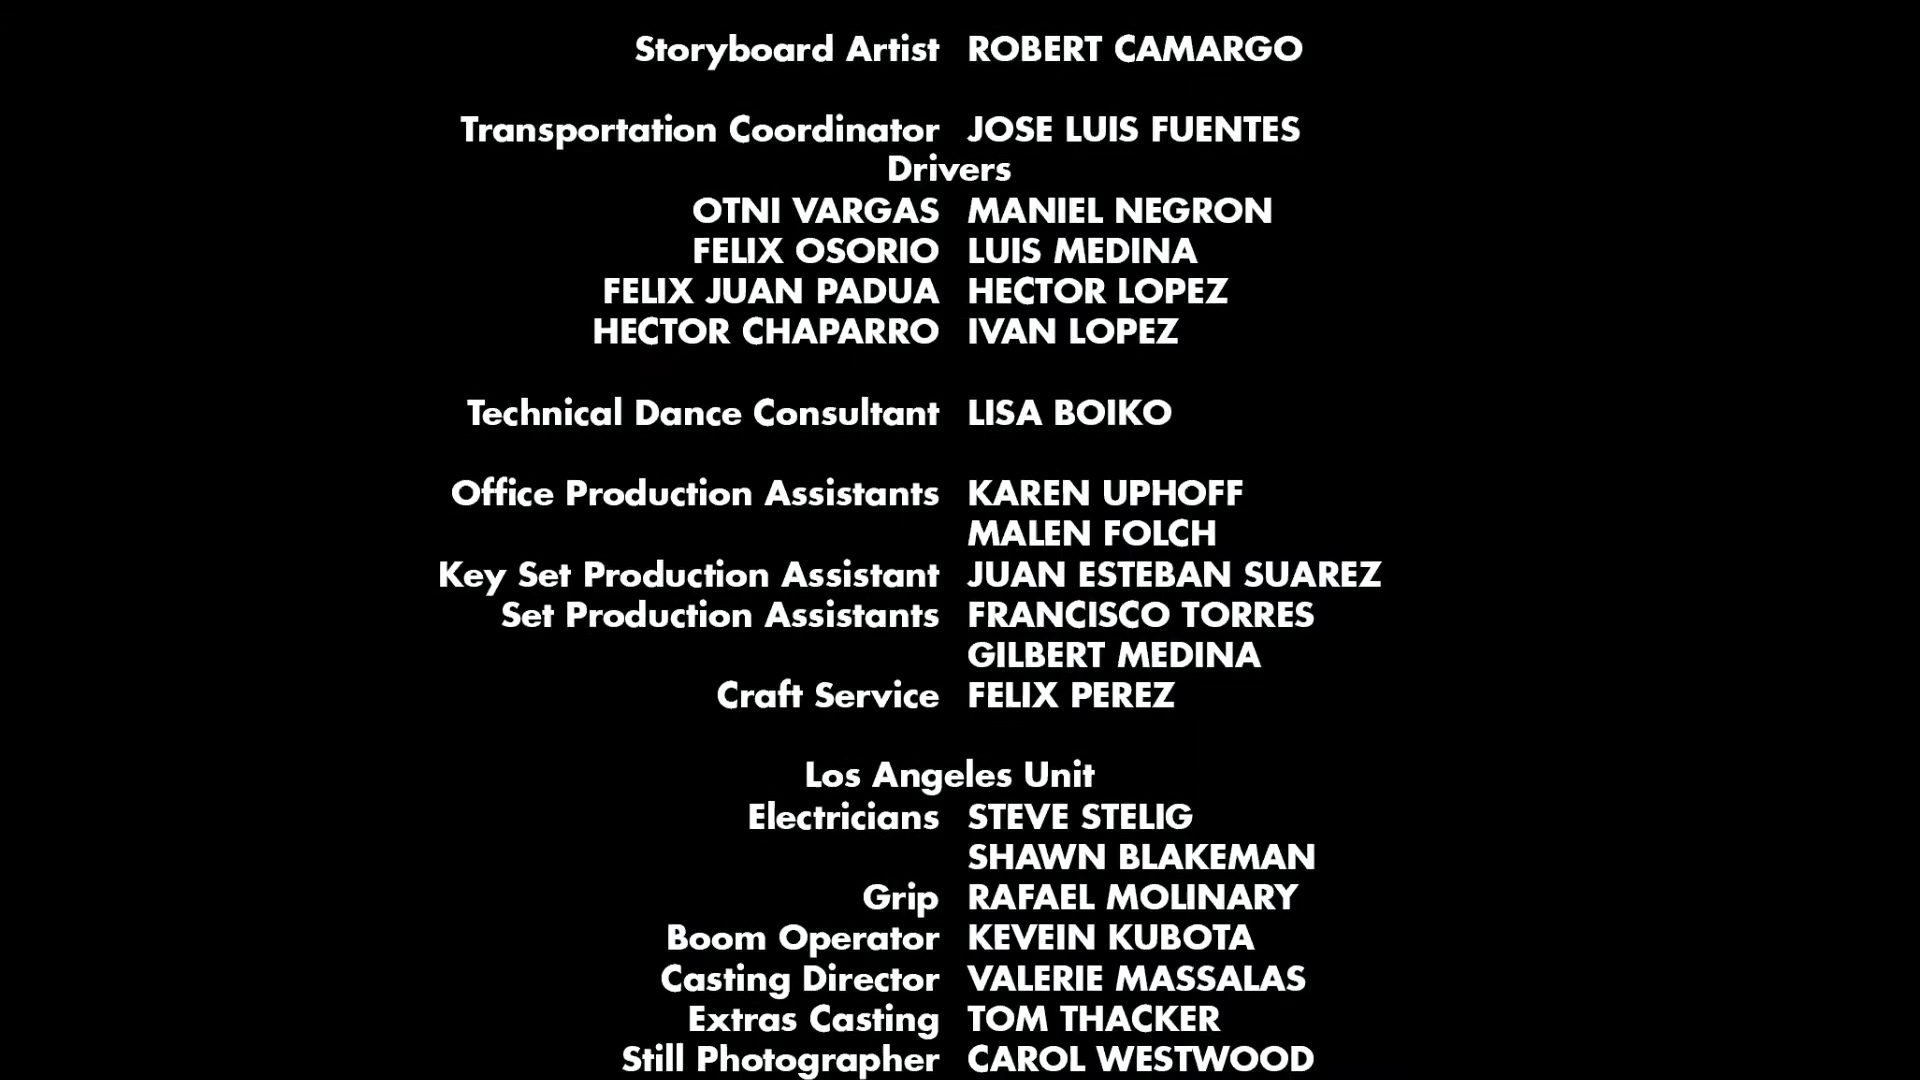 Storyboard Artist ROBERT CAMARGO
Transportation Coordinator JOSE LUIS FUENTES
Drivers
OTNI VARGAS MANIEL NEGRON
FELIX OSORIO LUIS MEDINA
FELIX JUAN PADUA HECTOR LOPEZ
HECTOR CHAPARRO IVAN LOPEZ
Technical Dance Consultant LISA BOIKO
Office Production Assistants KAREN UPHOFF
MALEN FOLCH
Key Set Production Assistant JUAN ESTEBAN SUAREZ
Set Production Assistants FRANCISCO TORRES
GILBERT MEDINA
Craft Service FELIX PEREZ
Los Angeles Unit
Electricians STEVE STELIG
SHAWN BLAKEMAN
Grip RAFAEL MOLINARY
Boom Operator KEVEIN KUBOTA
Casting Director VALERIE MASSALAS
Extras Casting TOM THACKER
Still Photographer CAROL WESTWOOD